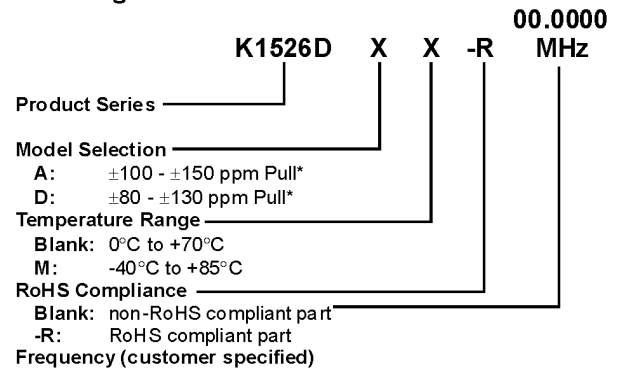 00.0000
K1526D X X -R MHz
Product Series
Model Selection
A: ±100 - ±150 ppm Pull*
D: ±80 - ±130 ppm Pull*
Temperature Range
Blank: 0°C to +70°C
M: -40°C to +85°C
RoHS Compliance
Blank: non-RoHS compliant part
-R: RoHS compliant part
Frequency (customer specified)